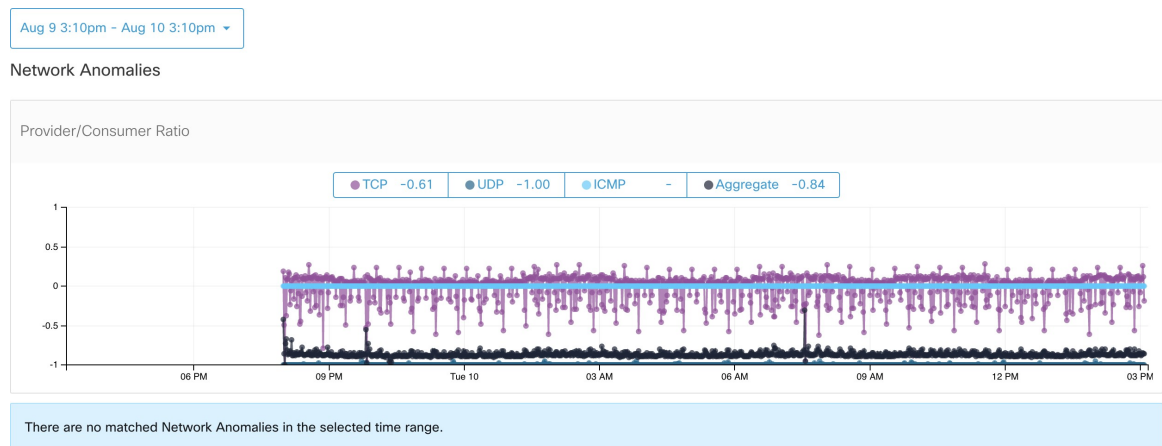 Aug 9 3:10pm - Aug 10 3:10pm
Network Anomalies
Provider/Consumer Ratio
TCP -0.61 UDP -1.00 ICMP - Aggregate -0.84
1
0.5
0
-0.5
-1
06 PM 09 PM Tue 10 03 AM 06 AM 09 AM 12 PM 03 PM
There are no matched Network Anomalies in the selected time range.